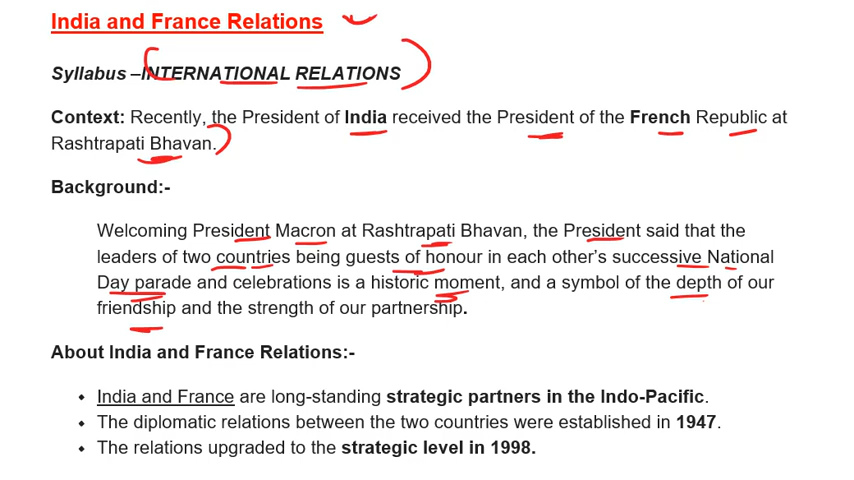 India and France Relations
Syllabus –INTERNATIONAL RELATIONS
Context: Recently, the President of India received the President of the French Republic at
Rashtrapati Bhavan.
Background:-
Welcoming President Macron at Rashtrapati Bhavan, the President said that the
leaders of two countries being guests of honour in each other’s successive National
Day parade and celebrations is a historic moment, and a symbol of the depth of our
friendship and the strength of our partnership.
About India and France Relations:-
• India and France are long-standing strategic partners in the Indo-Pacific.
• The diplomatic relations between the two countries were established in 1947.
• The relations upgraded to the strategic level in 1998.